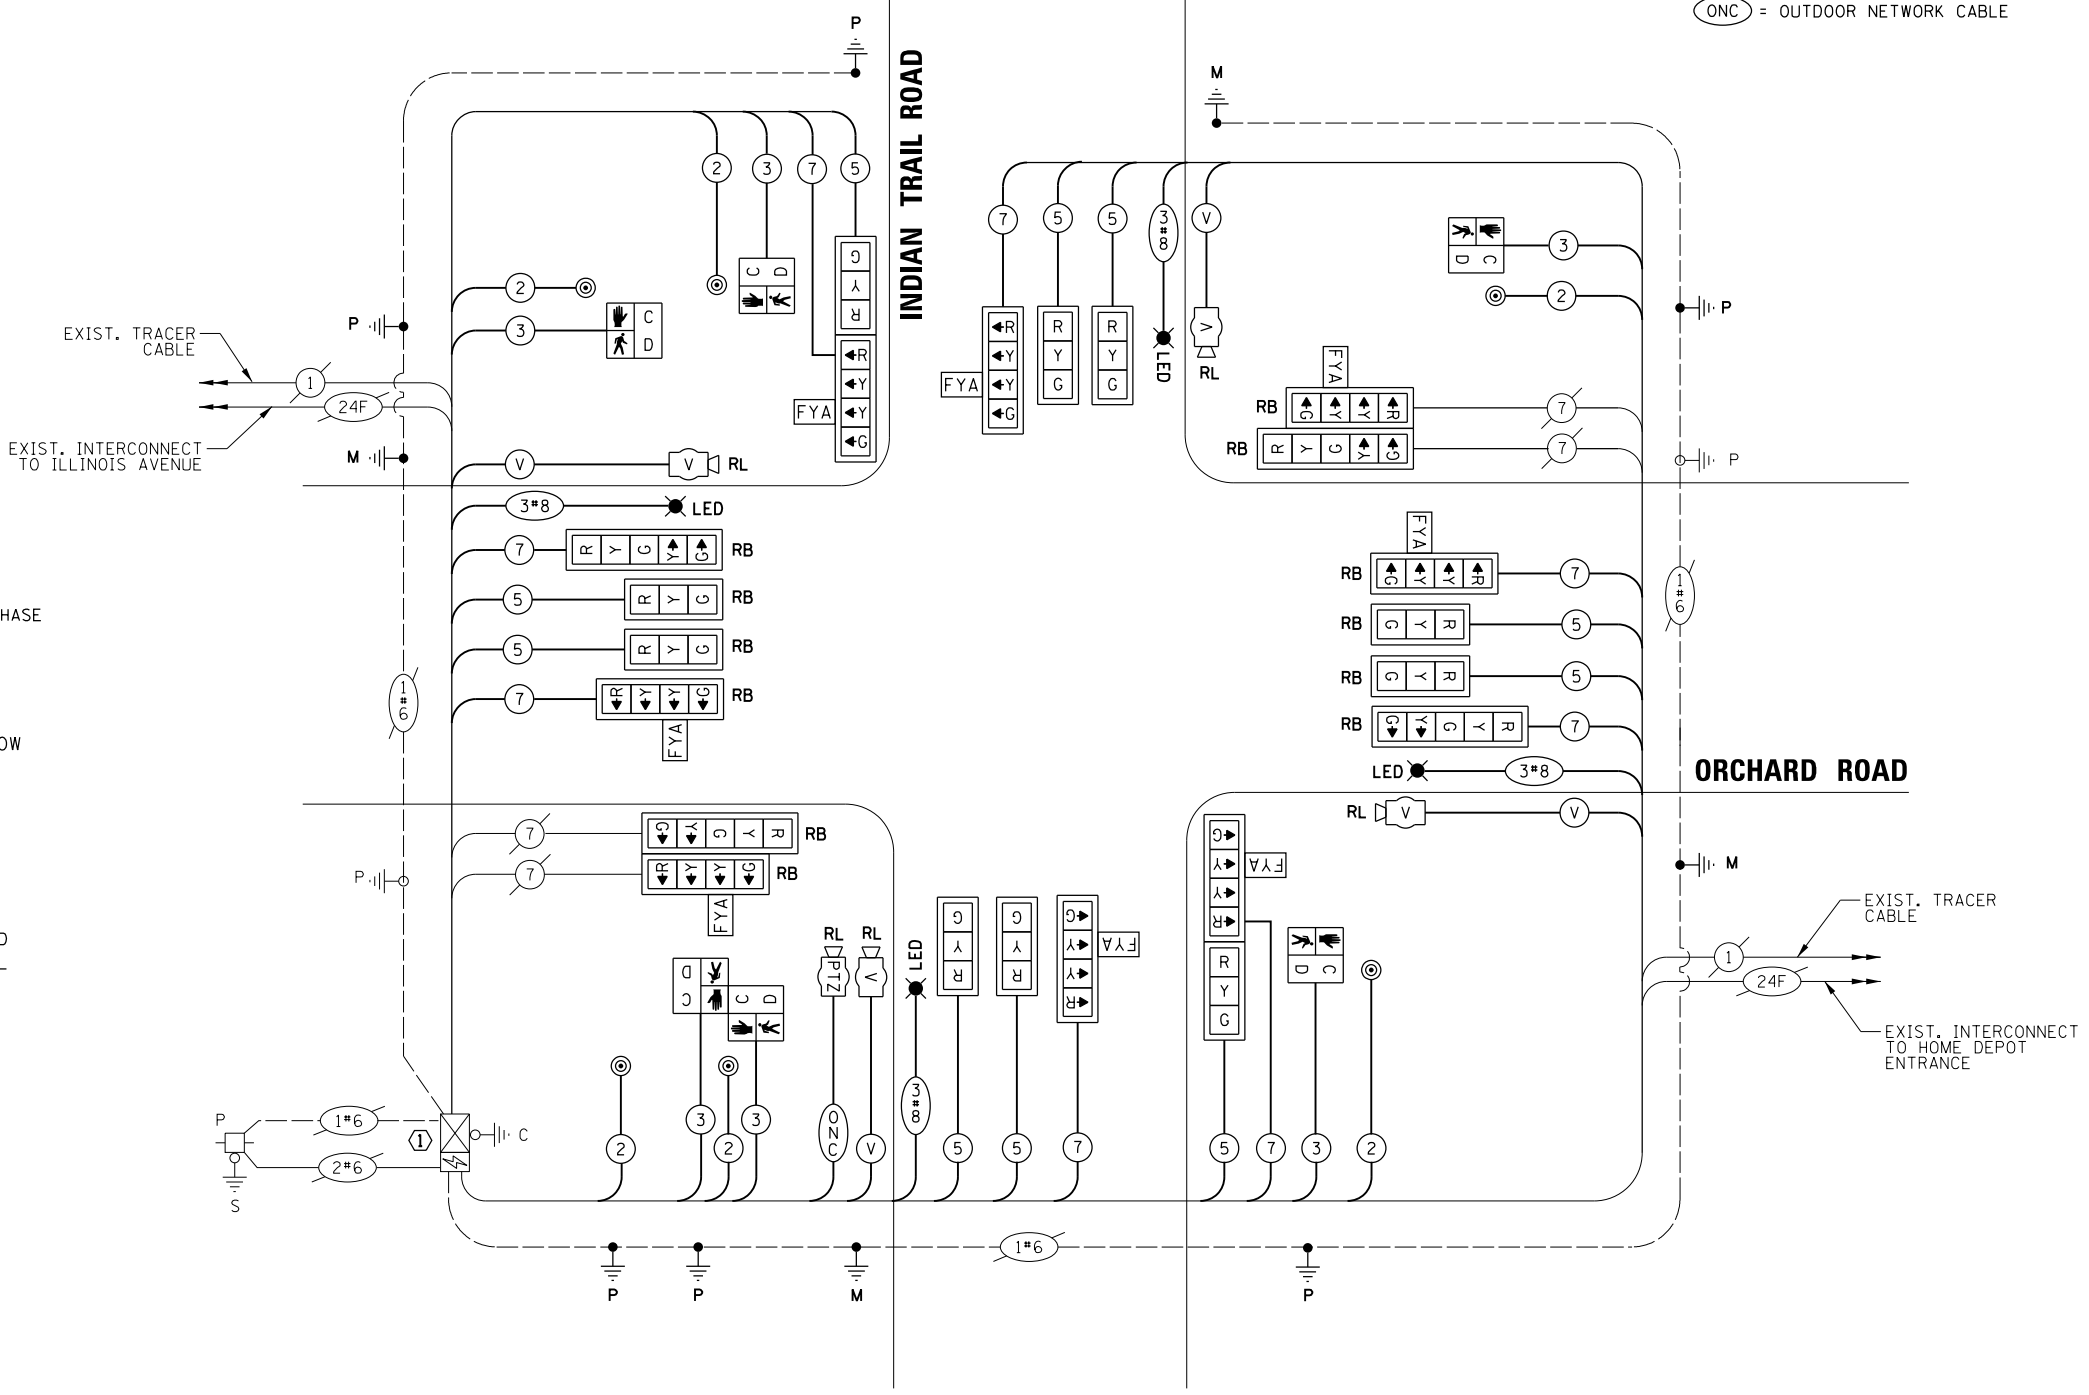 ONC = OUTDOOR NETWORK CABLE
P
INDIAN TRAIL ROAD
M
2
3
7
5
G
Y
R
C D
R
Y
Y
G
FYA
2
3
C
D
P
EXIST. TRACER
CABLE
1
24F
EXIST. INTERCONNECT
TO ILLINOIS AVENUE
M
V
V
RL
3#8
LED
7
R Y G Y G
RB
5
R Y G
RB
5
R Y G
RB
7
R Y Y G
RB
FYA
1#6
HASE
OW
D
7
5
5
3#8
V
R
Y
Y
G
FYA
R
Y
G
R
Y
G
LED
V
RL
3
D C
2
P
FYA
RB
G Y Y R
7
RB
R Y G Y G
7
P
FYA
RB
G Y Y R
7
1#6
RB
G Y R
5
RB
G Y R
5
RB
G Y G Y R
7
LED
3#8
ORCHARD ROAD
RL
V
V
M
7
G Y G Y R
RB
7
R Y Y G
RB
FYA
P
D
C
C D
RL
PTZ
RL
V
LED
G
Y
R
G
Y
R
G
Y
Y
R
FYA
G
Y
Y
R
FYA
R
Y
G
D C
EXIST. TRACER
CABLE
1
24F
EXIST. INTERCONNECT
TO HOME DEPOT
ENTRANCE
P
1#6
1
C
2#6
S
2
3
2
3
ONC
V
3#8
5
5
7
5
7
3
2
1#6
P
P
M
P